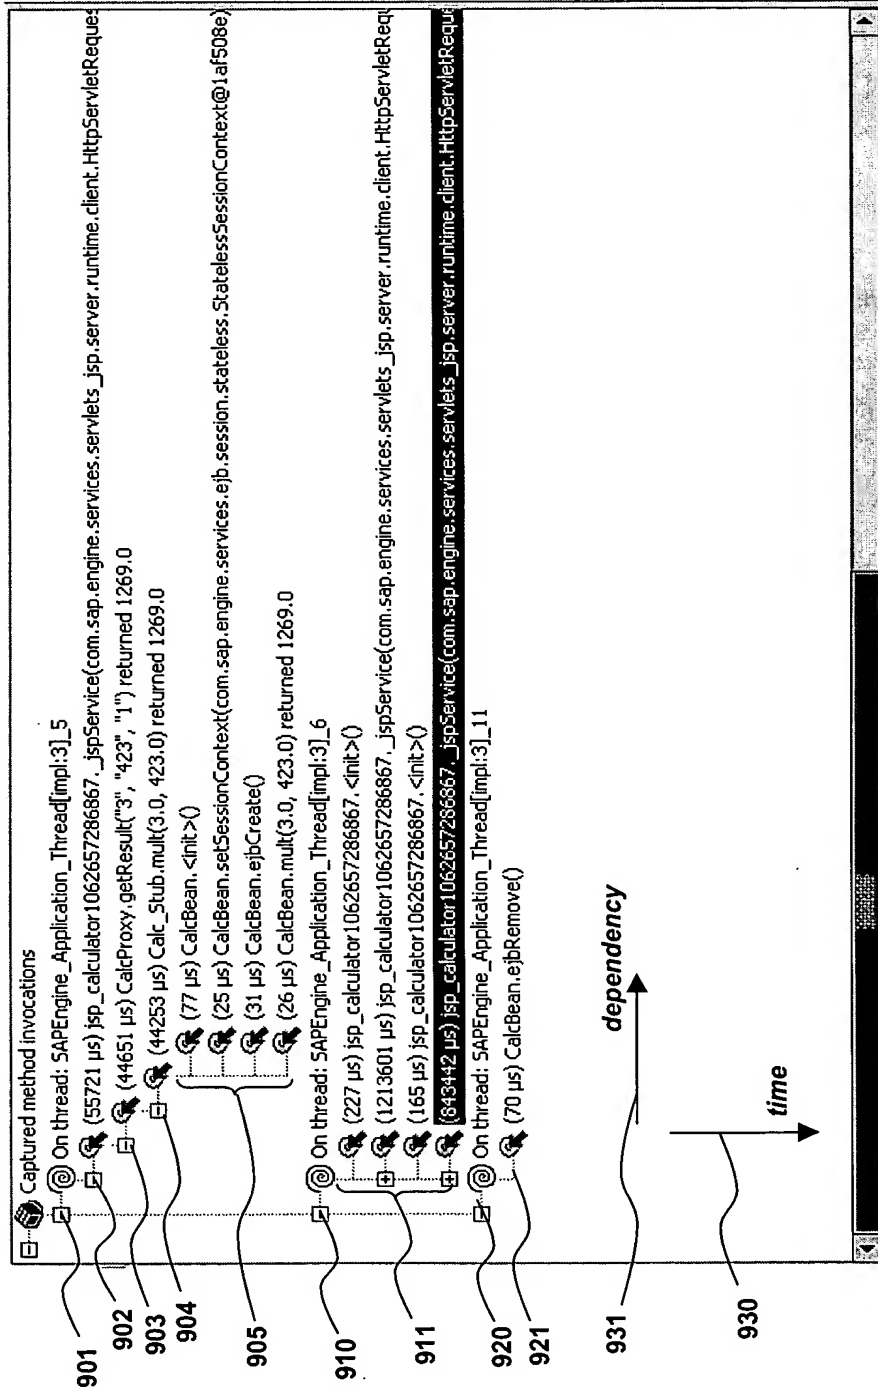 Captured method invocations
On thread: SAPEngine_Application_Thread[impl:3]_5
(55721 µs) jsp_calculator1062657286867._jspService(com.sap.engine.services.servlets_jsp.server.runtime.client.HttpServletReques
(44651 µs) CalcProxy.getResult("3", "423", "1") returned 1269.0
(44253 µs) Calc_Stub.mult(3.0, 423.0) returned 1269.0
(77 µs) CalcBean.<init>()
(25 µs) CalcBean.setSessionContext(com.sap.engine.services.ejb.session.stateless.StatelessSessionContext@1af508e)
(31 µs) CalcBean.ejbCreate()
(26 µs) CalcBean.mult(3.0, 423.0) returned 1269.0
On thread: SAPEngine_Application_Thread[impl:3]_6
(227 µs) jsp_calculator1062657286867.<init>()
(1213601 µs) jsp_calculator1062657286867._jspService(com.sap.engine.services.servlets_jsp.server.runtime.client.HttpServletRequ
(165 µs) jsp_calculator1062657286867.<init>()
(843442 µs) jsp_calculator1062657286867._jspService(com.sap.engine.services.servlets_jsp.server.runtime.client.HttpServletRequ
On thread: SAPEngine_Application_Thread[impl:3]_11
(70 µs) CalcBean.ejbRemove()
dependency
time
901
902
903
904
905
910
911
920
921
931
930